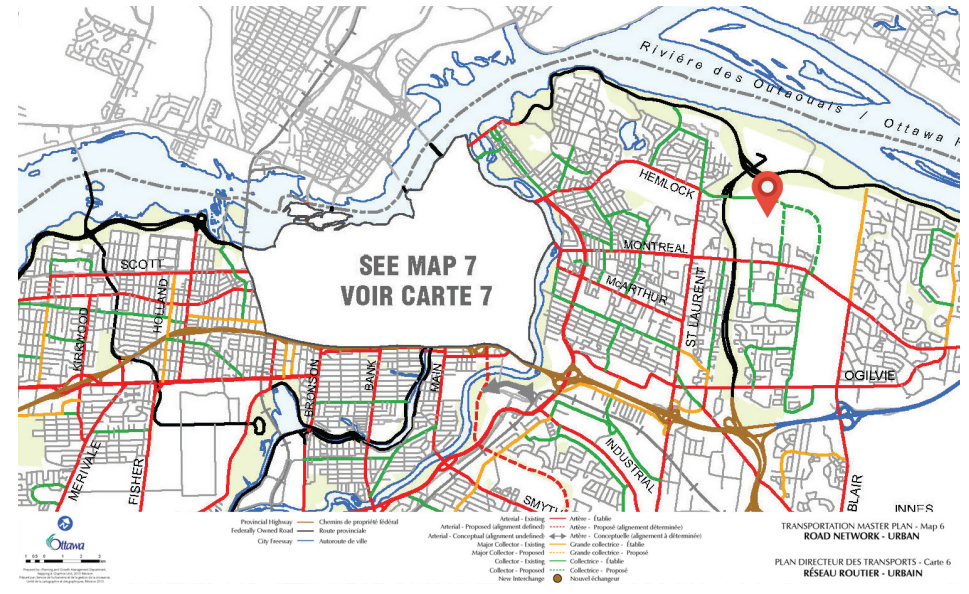 Rivière des Outaouais / Ottawa R
HEMLOCK
MONTREAL
McARTHUR
ST LAURENT
SEE MAP 7
VOIR CARTE 7
SCOTT
HOLLAND
KIRKWOOD
BRONSON
BANK
MAIN
OGILVIE
MERIVALE
FISHER
INDUSTRIAL
SMYTH
BLAIR
INNES
Ottawa
Provincial Highway Chemin de propriété fédéral
Federally Owned Road Route provinciale
City Freeway Autoroute de ville
Arterial - Existing Artère - Établie
Arterial - Proposed (alignment defined) Artère - Proposé (alignement déterminée)
Arterial - Conceptual (alignment undefined) Artère - Conceptuelle (alignement à déterminée)
Major Collector - Existing Grande collectrice - Établie
Major Collector - Proposed Grande collectrice - Proposé
Collector - Existing Collectrice - Établie
Collector - Proposed Collectrice - Proposé
New Interchange Nouvel échangeur
TRANSPORTATION MASTER PLAN - Map 6
ROAD NETWORK - URBAN
PLAN DIRECTEUR DES TRANSPORTS - Carte 6
RÉSEAU ROUTIER - URBAIN